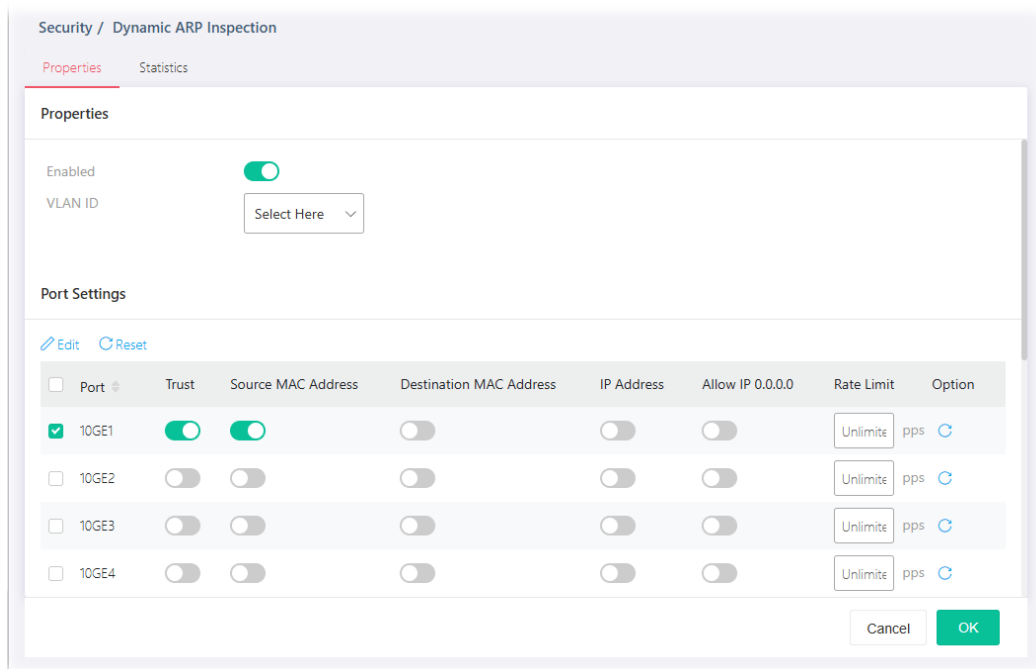 Security / Dynamic ARP Inspection
Properties Statistics
Properties
Enabled
VLAN ID Select Here
Port Settings
Edit Reset
Port Trust Source MAC Address Destination MAC Address IP Address Allow IP 0.0.0.0 Rate Limit Option
10GE1 Unlimite pps
10GE2 Unlimite pps
10GE3 Unlimite pps
10GE4 Unlimite pps
Cancel OK